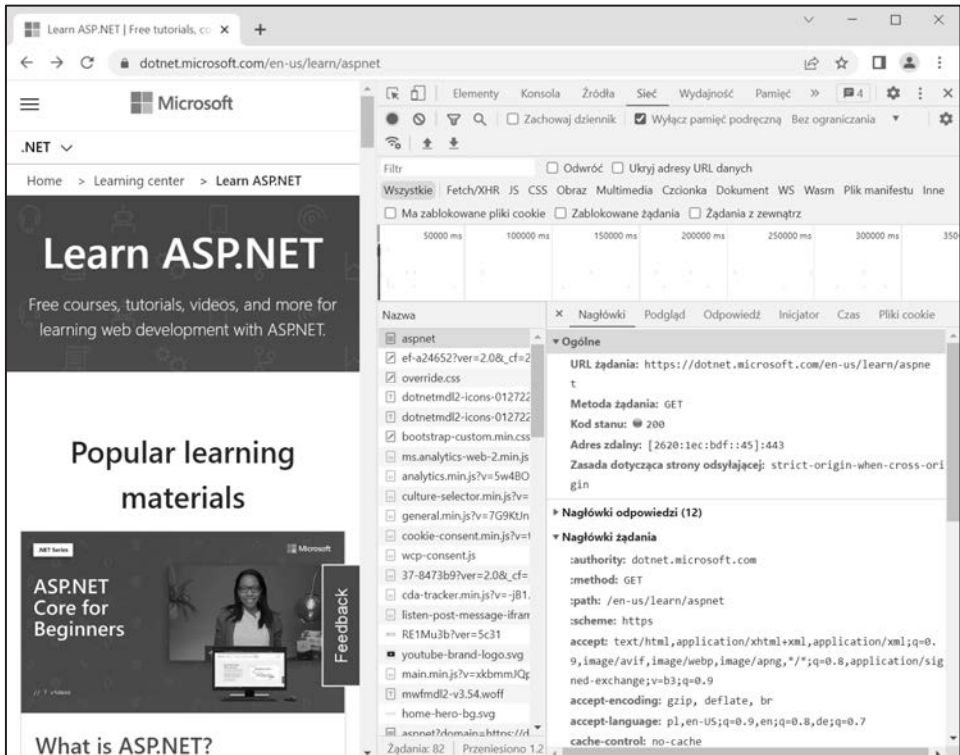 Learn ASP.NET | Free tutorials, co
dotnet.microsoft.com/en-us/learn/aspnet
Microsoft
.NET
Home > Learning center > Learn ASP.NET
Learn ASP.NET
Free courses, tutorials, videos, and more for
learning web development with ASP.NET.
Popular learning
materials
.NET Series
Microsoft
ASP.NET
Core for
Beginners
// 7 videos
Feedback
What is ASP.NET?
Elementy Konsola Źródła Sieć Wydajność Pamięć » 4
Zachowaj dziennik Wyłącz pamięć podręczną Bez ograniczania
Filtr Odwróć Ukryj adresy URL danych
Wszystkie Fetch/XHR JS CSS Obraz Multimedia Czcionka Dokument WS Wasm Plik manifestu Inne
Ma zablokowane pliki cookie Zablokowane żądania Żądania z zewnątrz
50000 ms 100000 ms 150000 ms 200000 ms 250000 ms 300000 ms 350
Nazwa
aspnet
ef-a24652?ver=2.0&_cf=2
override.css
dotnetmdl2-icons-012722
dotnetmdl2-icons-012722
bootstrap-custom.min.css
ms.analytics-web-2.min.js
analytics.min.js?v=5w4BO
culture-selector.min.js?v=
general.min.js?v=7G9KtJn
cookie-consent.min.js?v=t
wcp-consent.js
37-8473b9?ver=2.0&_cf=
cda-tracker.min.js?v=-jB1.
listen-post-message-ifram
RE1Mu3b?ver=5c31
youtube-brand-logo.svg
main.min.js?v=xkbmmJQp
mwfmdl2-v3.54.woff
home-hero-bg.svg
aspnet?domain=https://d
Żądania: 82 Przeniesiono 1.2
Nagłówki Podgląd Odpowiedź Inicjator Czas Pliki cookie
Ogólne
URL żądania: https://dotnet.microsoft.com/en-us/learn/aspne
t
Metoda żądania: GET
Kod stanu: 200
Adres zdalny: [2620:1ec:bdf::45]:443
Zasada dotycząca strony odsyłającej: strict-origin-when-cross-ori
gin
Nagłówki odpowiedzi (12)
Nagłówki żądania
:authority: dotnet.microsoft.com
:method: GET
:path: /en-us/learn/aspnet
:scheme: https
accept: text/html,application/xhtml+xml,application/xml;q=0.
9,image/avif,image/webp,image/apng,*/*;q=0.8,application/sig
ned-exchange;v=b3;q=0.9
accept-encoding: gzip, deflate, br
accept-language: pl,en-US;q=0.9,en;q=0.8,de;q=0.7
cache-control: no-cache